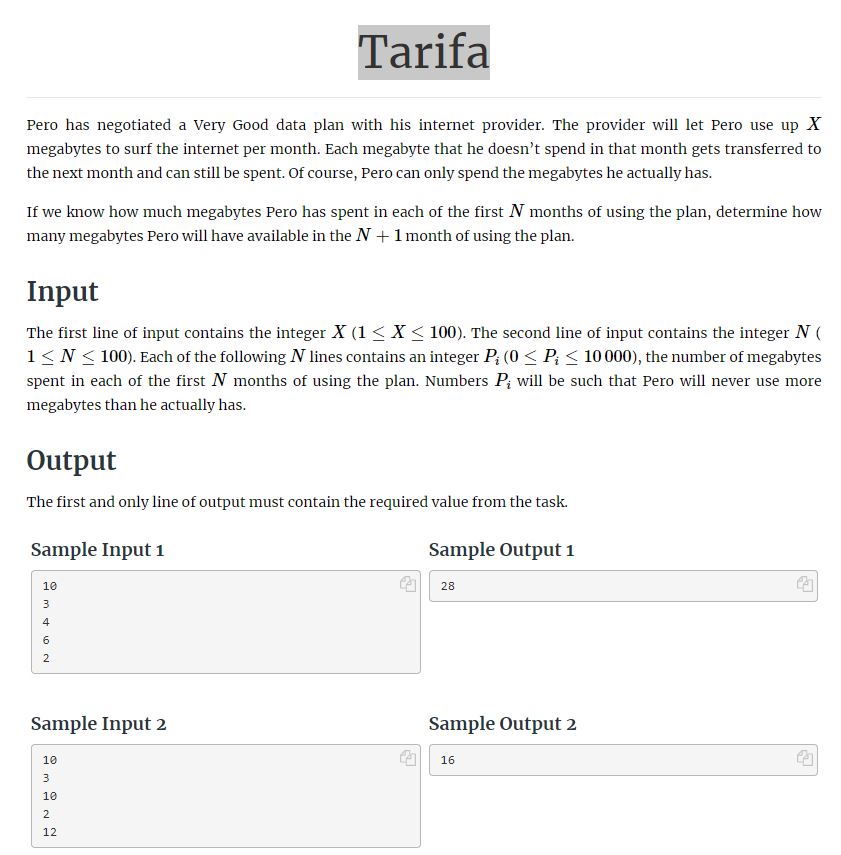 Tarifa
Pero has negotiated a Very Good data plan with his internet provider. The provider will let Pero use up X
megabytes to surf the internet per month. Each megabyte that he doesn’t spend in that month gets transferred to
the next month and can still be spent. Of course, Pero can only spend the megabytes he actually has.
If we know how much megabytes Pero has spent in each of the first N months of using the plan, determine how
many megabytes Pero will have available in the N + 1 month of using the plan.
Input
The first line of input contains the integer X (1 ≤ X ≤ 100). The second line of input contains the integer N (
1 ≤ N ≤ 100). Each of the following N lines contains an integer Pᵢ (0 ≤ Pᵢ ≤ 10 000), the number of megabytes
spent in each of the first N months of using the plan. Numbers Pᵢ will be such that Pero will never use more
megabytes than he actually has.
Output
The first and only line of output must contain the required value from the task.
Sample Input 1
10
3
4
6
2
Sample Output 1
28
Sample Input 2
10
3
10
2
12
Sample Output 2
16